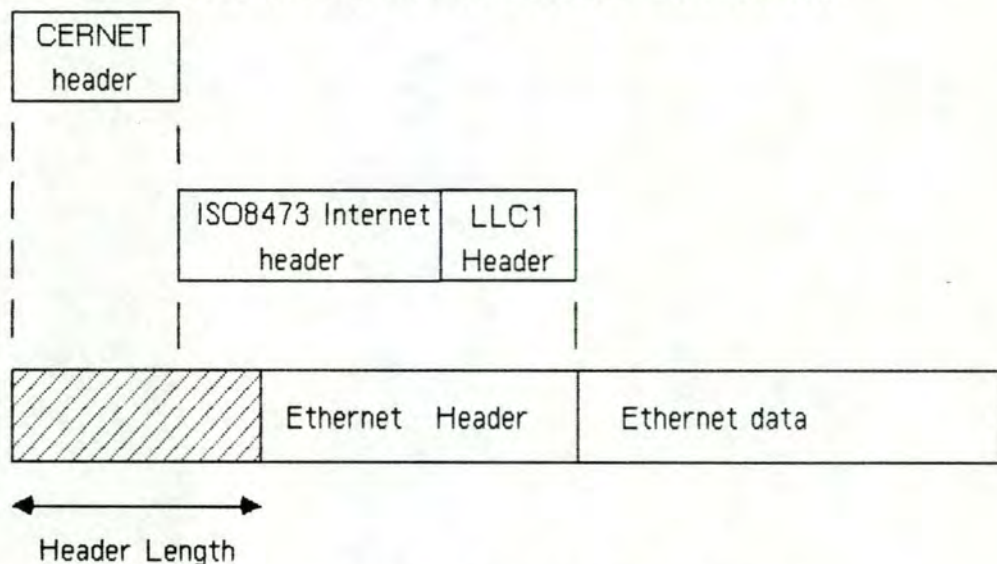 CERNET
header
ISO8473 Internet
header
LLC1
Header
Ethernet Header
Ethernet data
Header Length